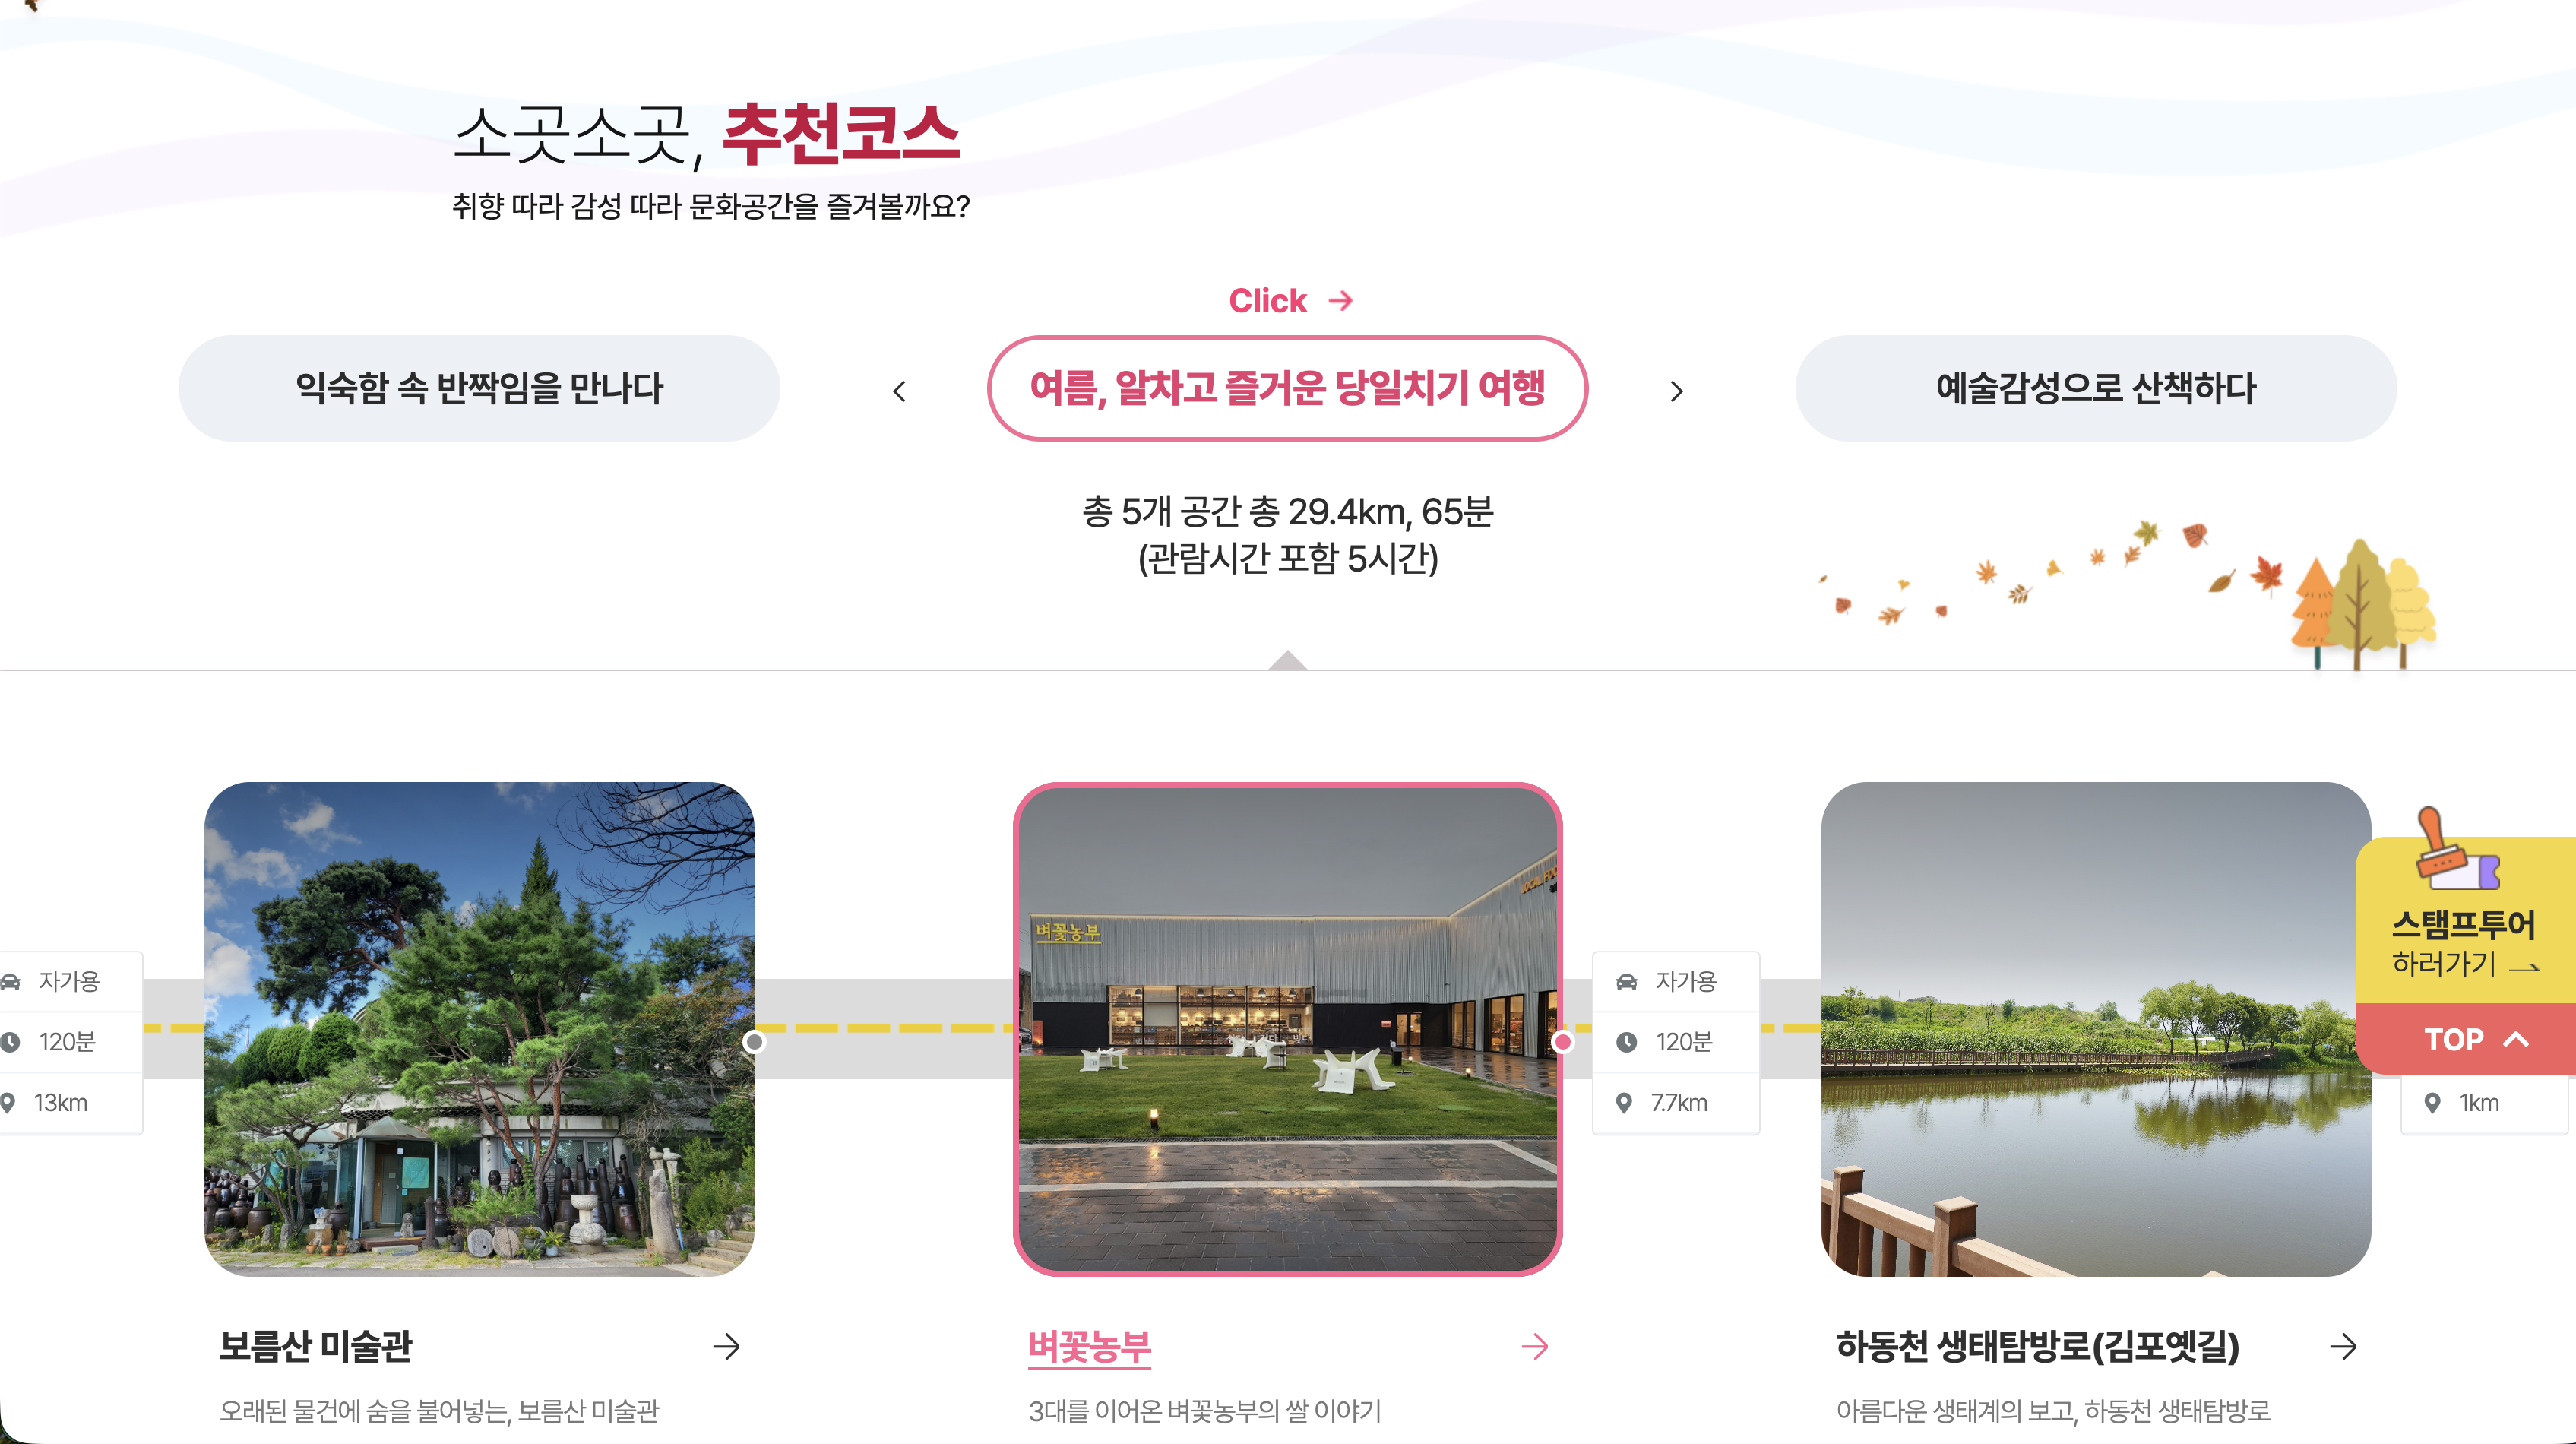 소곳소곳, 추천코스
취향 따라 감성 따라 문화공간을 즐겨볼까요?
Click
익숙함 속 반짝임을 만나다
여름, 알차고 즐거운 당일치기 여행
예술감성으로 산책하다
총 5개 공간 총 29.4km, 65분
(관람시간 포함 5시간)
자가용
120분
13km
벼꽃농부
자가용
120분
7.7km
스탬프투어
하러가기
TOP
1km
보름산 미술관
오래된 물건에 숨을 불어넣는, 보름산 미술관
벼꽃농부
3대를 이어온 벼꽃농부의 쌀 이야기
하동천 생태탐방로(김포옛길)
아름다운 생태계의 보고, 하동천 생태탐방로